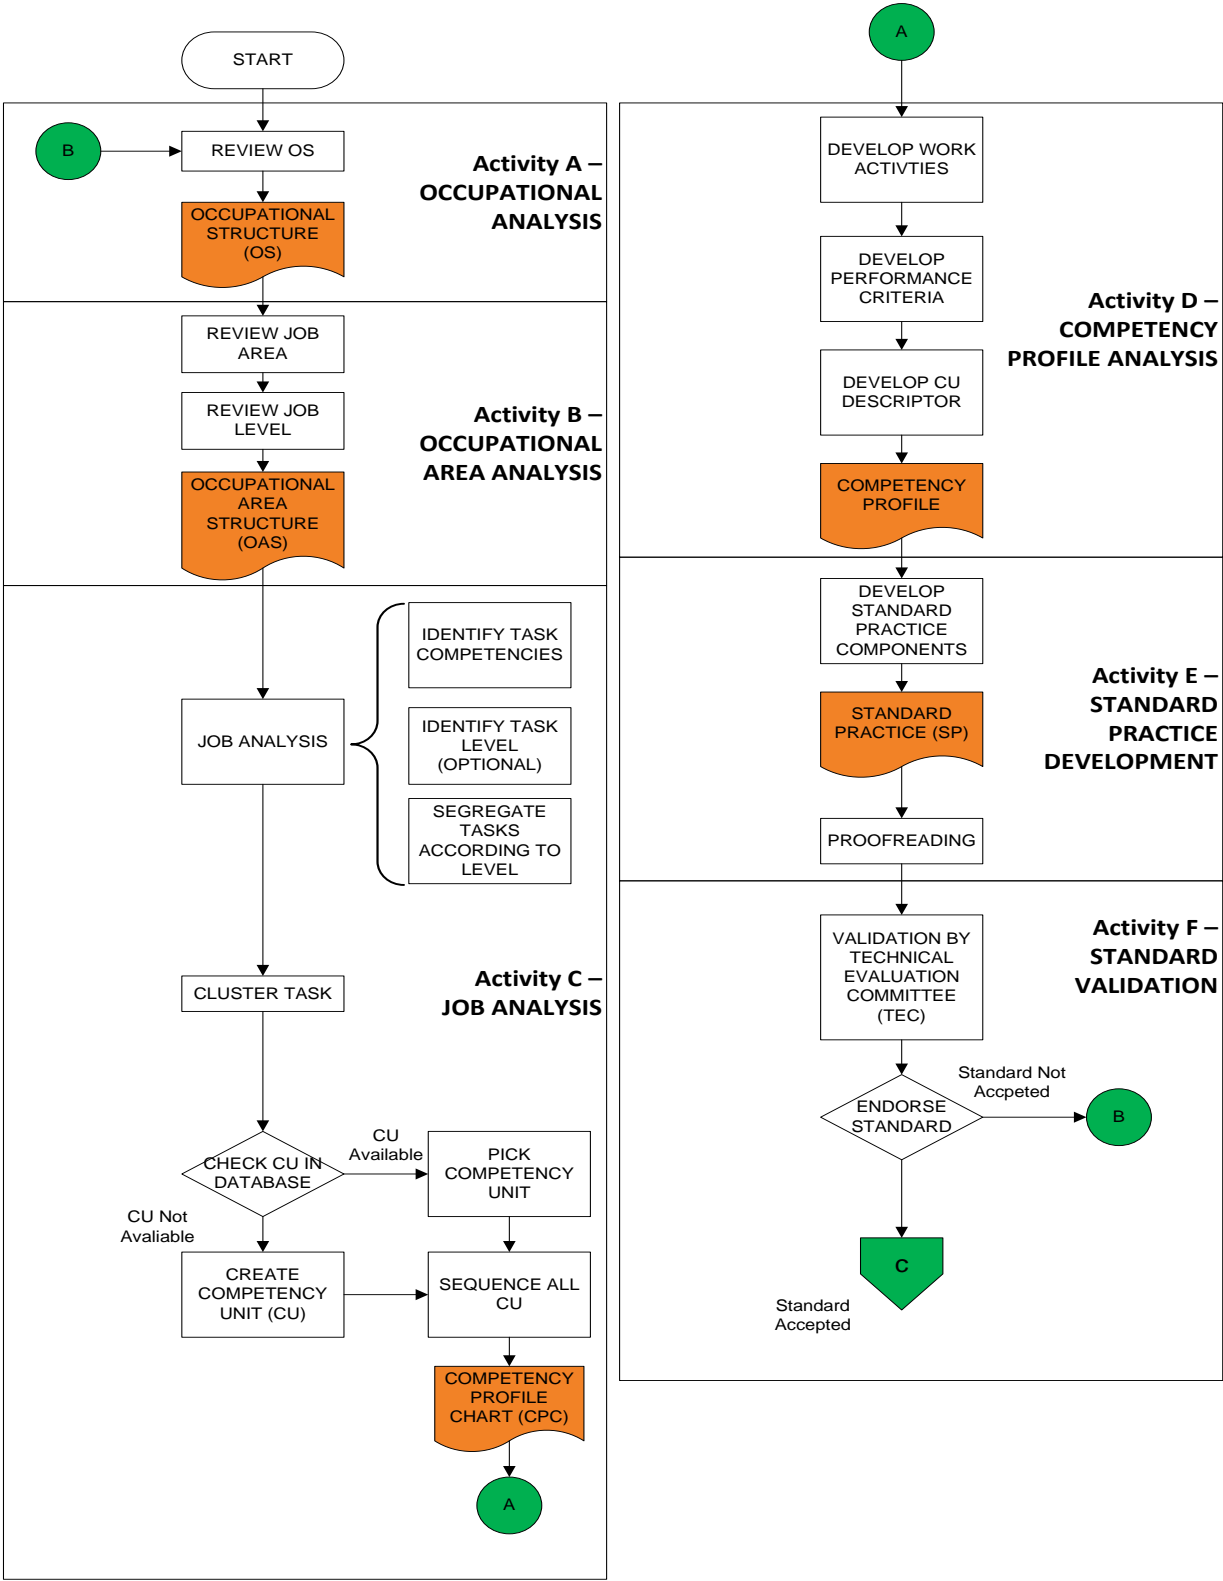 START
B
REVIEW OS
Activity A –
OCCUPATIONAL
ANALYSIS
OCCUPATIONAL
STRUCTURE
(OS)
REVIEW JOB
AREA
REVIEW JOB
LEVEL
Activity B –
OCCUPATIONAL
AREA ANALYSIS
OCCUPATIONAL
AREA
STRUCTURE
(OAS)
IDENTIFY TASK
COMPETENCIES
JOB ANALYSIS
IDENTIFY TASK
LEVEL
(OPTIONAL)
SEGREGATE
TASKS
ACCORDING TO
LEVEL
CLUSTER TASK
Activity C –
JOB ANALYSIS
CHECK CU IN
DATABASE
CU
Available
PICK
COMPETENCY
UNIT
CU Not
Avaliable
CREATE
COMPETENCY
UNIT (CU)
SEQUENCE ALL
CU
COMPETENCY
PROFILE
CHART (CPC)
A
A
DEVELOP WORK
ACTIVTIES
DEVELOP
PERFORMANCE
CRITERIA
Activity D –
COMPETENCY
PROFILE ANALYSIS
DEVELOP CU
DESCRIPTOR
COMPETENCY
PROFILE
DEVELOP
STANDARD
PRACTICE
COMPONENTS
Activity E –
STANDARD
PRACTICE
DEVELOPMENT
STANDARD
PRACTICE (SP)
PROOFREADING
VALIDATION BY
TECHNICAL
EVALUATION
COMMITTEE
(TEC)
Activity F –
STANDARD
VALIDATION
ENDORSE
STANDARD
Standard Not
Accpeted
B
C
Standard
Accepted